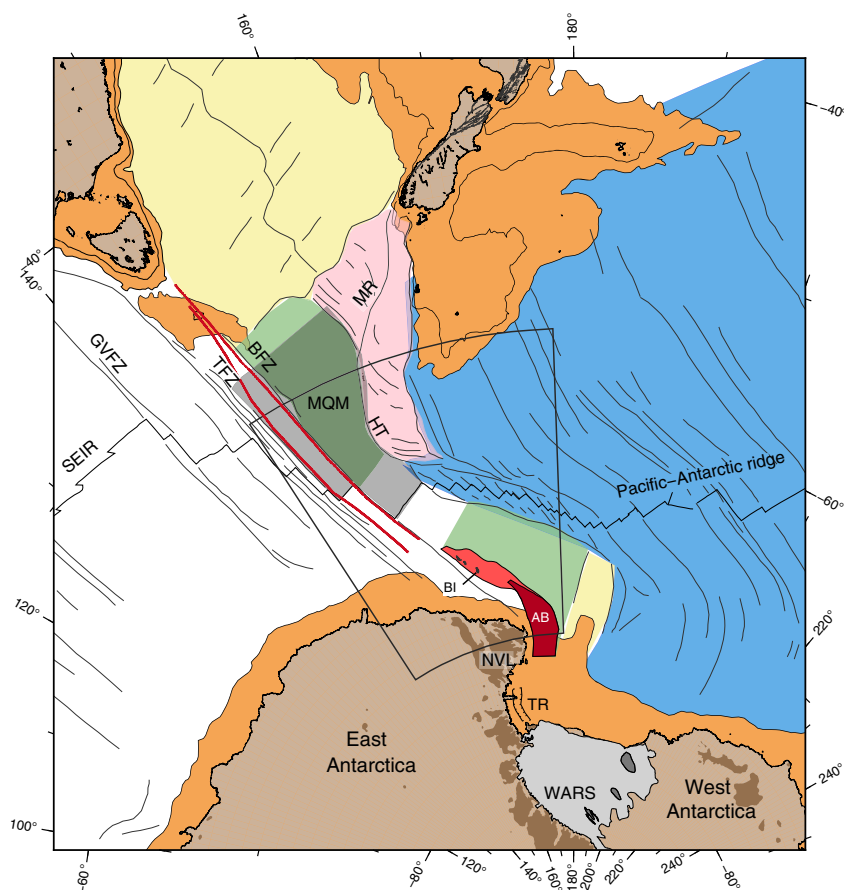 160°
180°
−40°
40°
140°
MR
BFZ
TFZ
GVFZ
MQM
HT
SEIR
Pacific−Antarctic ridge
−60°
BI
AB
120°
220°
NVL
TR
East
Antarctica
WARS
West
Antarctica
240°
100°
−60°
−80°
120°
140°
160°
180°
200°
220°
240°
−80°